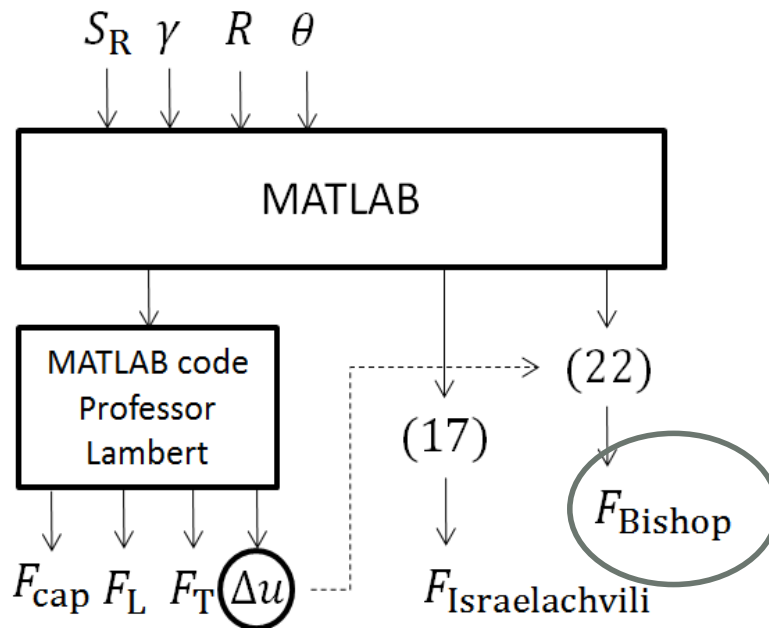 S_R γ R θ
MATLAB
MATLAB code
Professor
Lambert
(22)
(17)
F_Bishop
F_cap F_L F_T Δu
F_Israelachvili